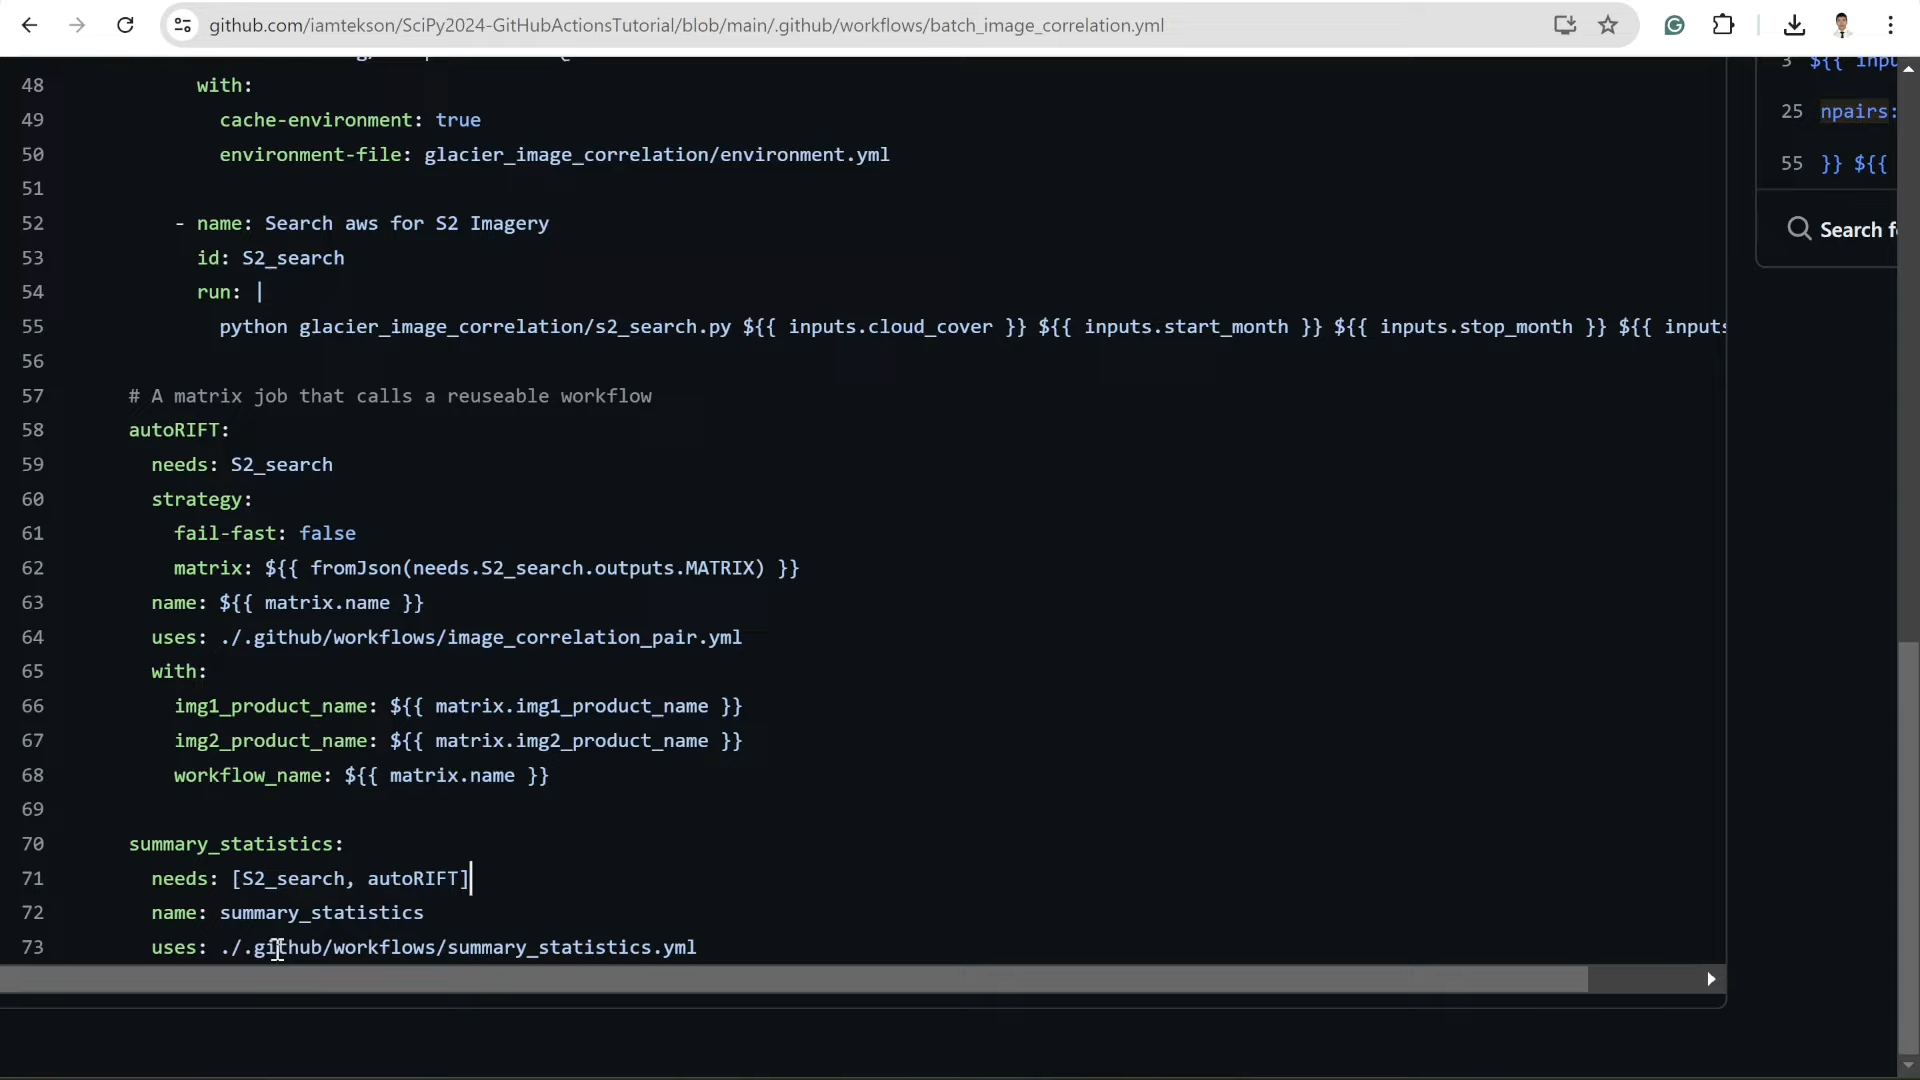 github.com/iamtekson/SciPy2024-GitHubActionsTutorial/blob/main/.github/workflows/batch_image_correlation.yml
48 with:
49 cache-environment: true
50 environment-file: glacier_image_correlation/environment.yml
51
52 - name: Search aws for S2 Imagery
53 id: S2_search
54 run: |
55 python glacier_image_correlation/s2_search.py ${{ inputs.cloud_cover }} ${{ inputs.start_month }} ${{ inputs.stop_month }} ${{ inputs
56
57 # A matrix job that calls a reuseable workflow
58 autoRIFT:
59 needs: S2_search
60 strategy:
61 fail-fast: false
62 matrix: ${{ fromJson(needs.S2_search.outputs.MATRIX) }}
63 name: ${{ matrix.name }}
64 uses: ./.github/workflows/image_correlation_pair.yml
65 with:
66 img1_product_name: ${{ matrix.img1_product_name }}
67 img2_product_name: ${{ matrix.img2_product_name }}
68 workflow_name: ${{ matrix.name }}
69
70 summary_statistics:
71 needs: [S2_search, autoRIFT]
72 name: summary_statistics
73 uses: ./.github/workflows/summary_statistics.yml
3 ${{ inpu
25 npairs:
55 }} ${{
Search f